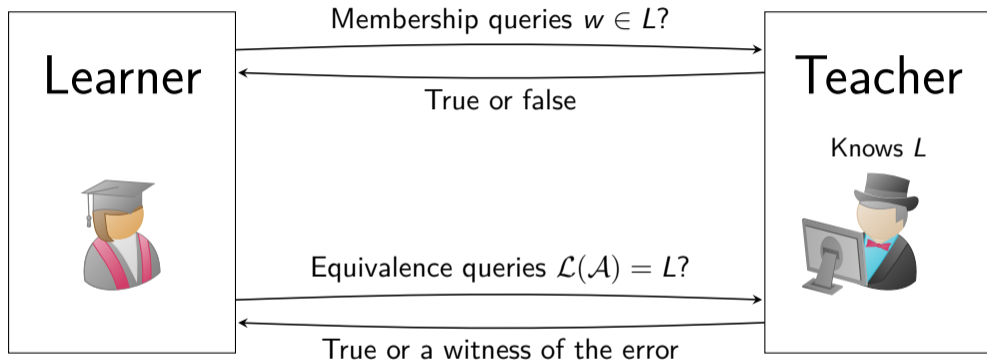 Membership queries w ∈ L?
Learner
Teacher
True or false
Knows L
Equivalence queries ℒ(𝒜) = L?
True or a witness of the error